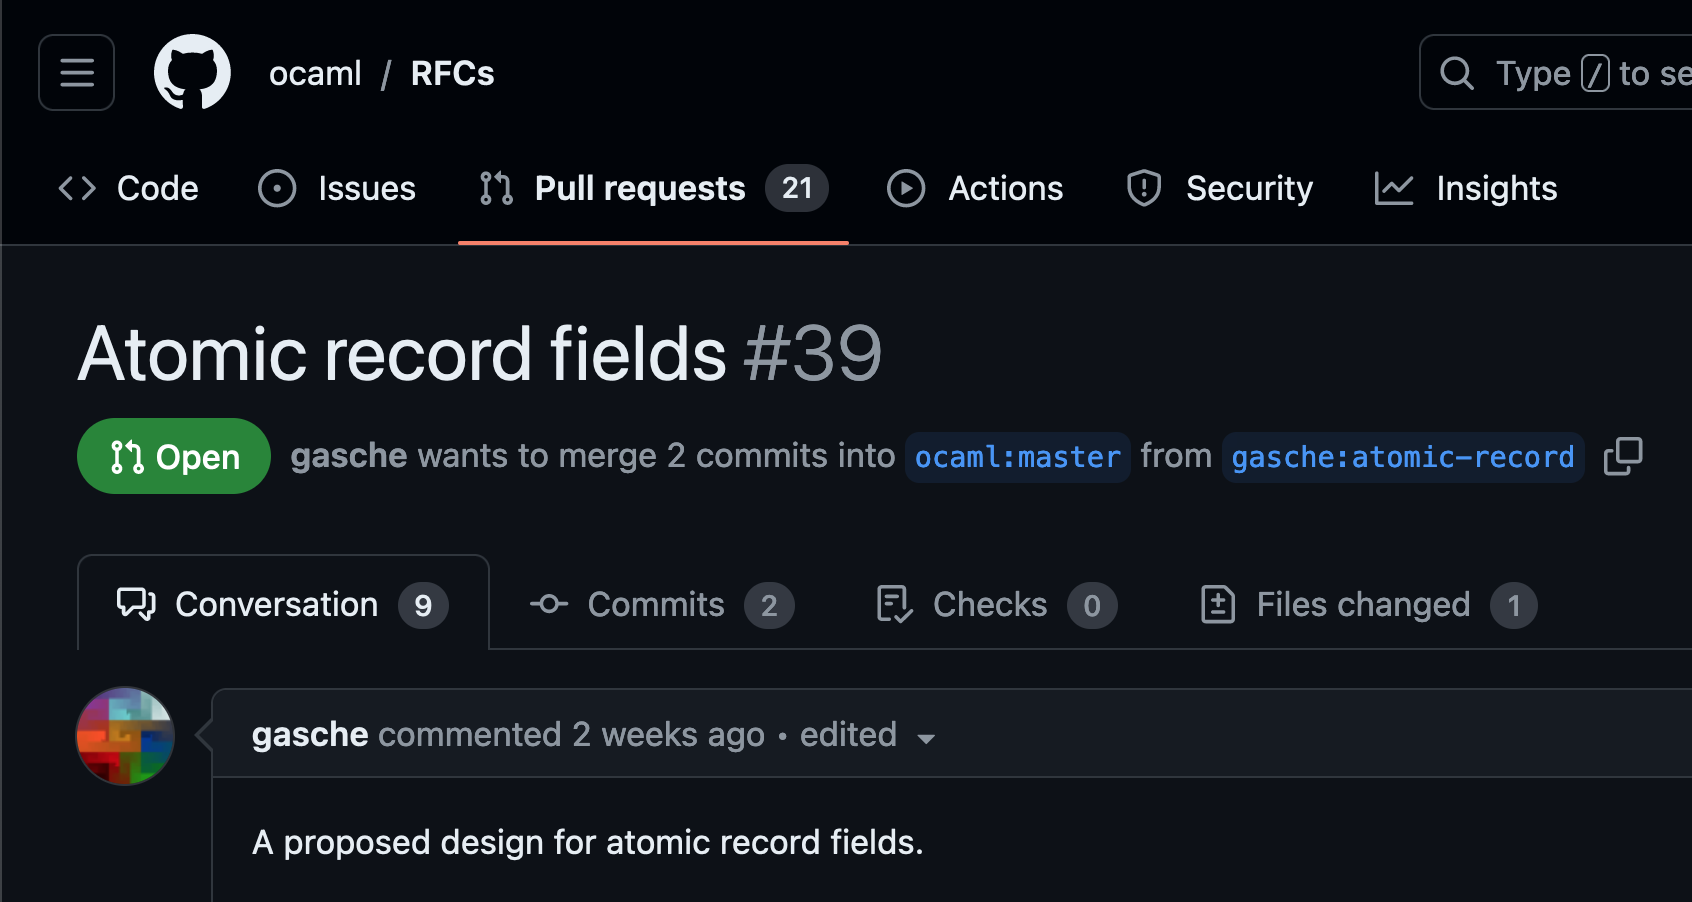 ocaml / RFCs
Type / to se
Code Issues Pull requests 21 Actions Security Insights
Atomic record fields #39
Open gasche wants to merge 2 commits into ocaml:master from gasche:atomic-record
Conversation 9 Commits 2 Checks 0 Files changed 1
gasche commented 2 weeks ago • edited
A proposed design for atomic record fields.